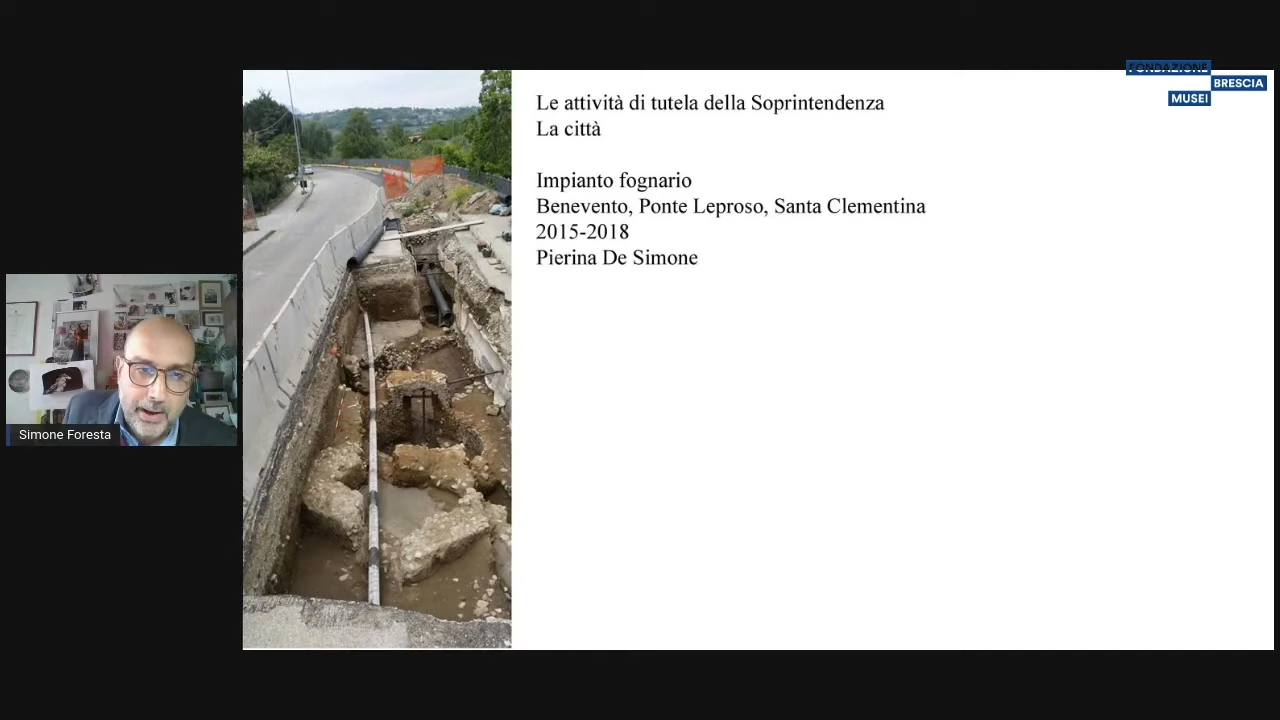 FONDAZIONE
BRESCIA
MUSEI
Le attività di tutela della Soprintendenza
La città
Impianto fognario
Benevento, Ponte Leproso, Santa Clementina
2015-2018
Pierina De Simone
Simone Foresta